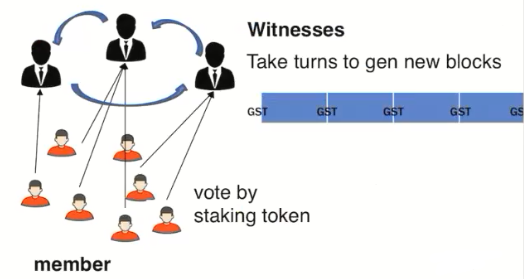 Witnesses
Take turns to gen new blocks
GST GST GST GST GS
vote by
staking token
member